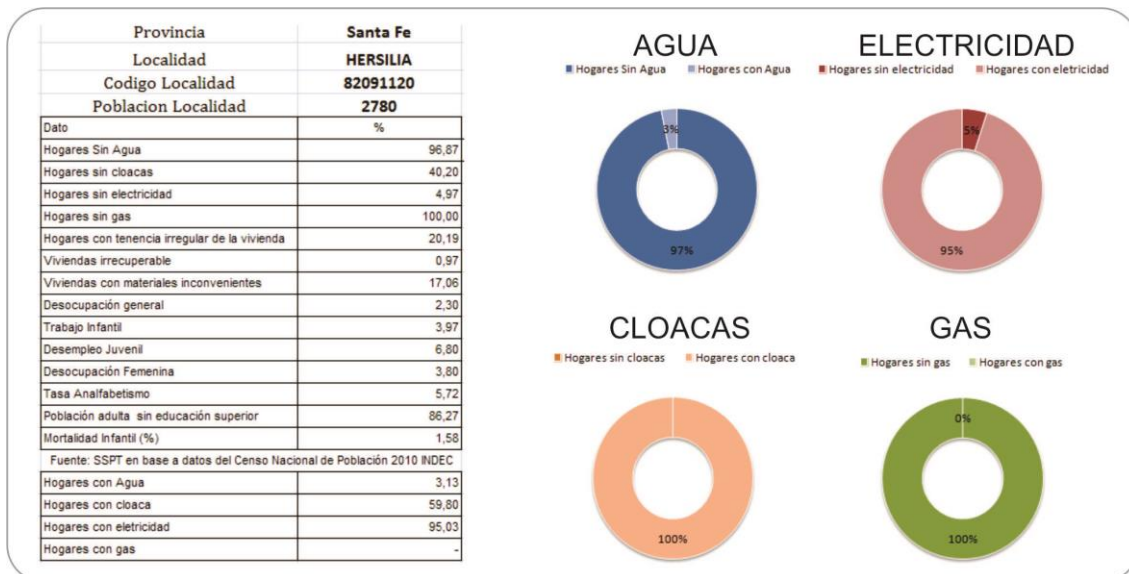 Provincia Santa Fe
Localidad HERSILIA
Codigo Localidad 82091120
Poblacion Localidad 2780
Dato %
Hogares Sin Agua 96,87
Hogares sin cloacas 40,20
Hogares sin electricidad 4,97
Hogares sin gas 100,00
Hogares con tenencia irregular de la vivienda 20,19
Viviendas irrecuperable 0,97
Viviendas con materiales inconvenientes 17,06
Desocupación general 2,30
Trabajo Infantil 3,97
Desempleo Juvenil 6,80
Desocupación Femenina 3,80
Tasa Analfabetismo 5,72
Población adulta sin educación superior 86,27
Mortalidad Infantil (%) 1,58
Fuente: SSPT en base a datos del Censo Nacional de Población 2010 INDEC
Hogares con Agua 3,13
Hogares con cloaca 59,80
Hogares con eletricidad 95,03
Hogares con gas -
AGUA
Hogares Sin Agua Hogares con Agua
3%
97%
ELECTRICIDAD
Hogares sin electricidad Hogares con eletricidad
5%
95%
CLOACAS
Hogares sin cloacas Hogares con cloaca
100%
GAS
Hogares sin gas Hogares con gas
0%
100%